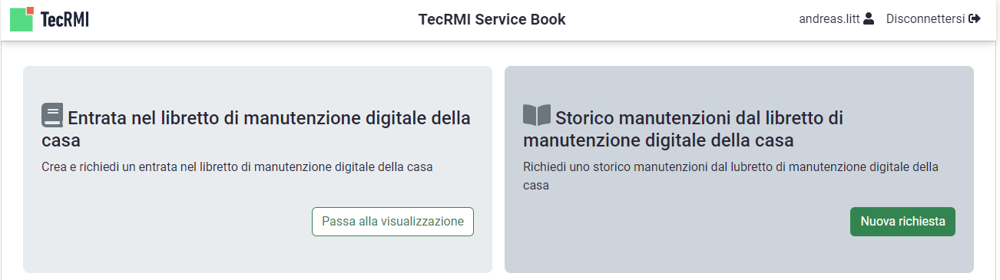 TecRMI
TecRMI Service Book
andreas.litt
Disconnettersi
Entrata nel libretto di manutenzione digitale della
casa
Crea e richiedi un entrata nel libretto di manutenzione digitale della casa
Passa alla visualizzazione
Storico manutenzioni dal libretto di
manutenzione digitale della casa
Richiedi uno storico manutenzioni dal lubretto di manutenzione digitale della
casa
Nuova richiesta